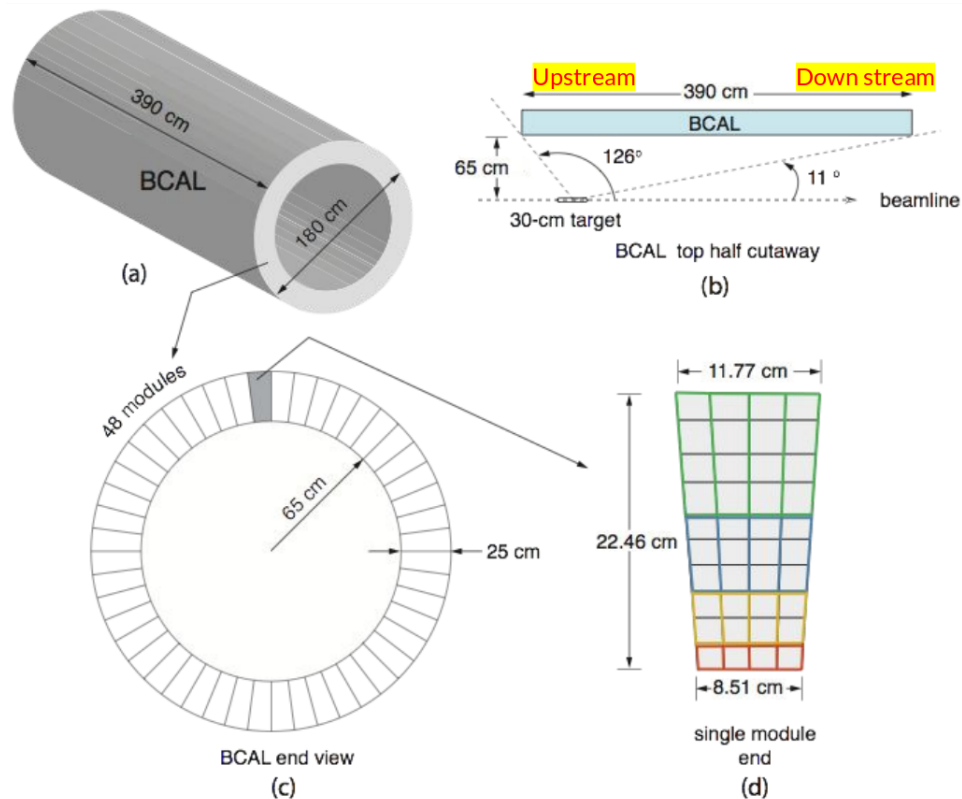 390 cm
BCAL
180 cm
(a)
Upstream
Down stream
390 cm
BCAL
65 cm
126°
11 °
beamline
30-cm target
BCAL top half cutaway
(b)
48 modules
65 cm
25 cm
BCAL end view
(c)
11.77 cm
22.46 cm
8.51 cm
single module
end
(d)